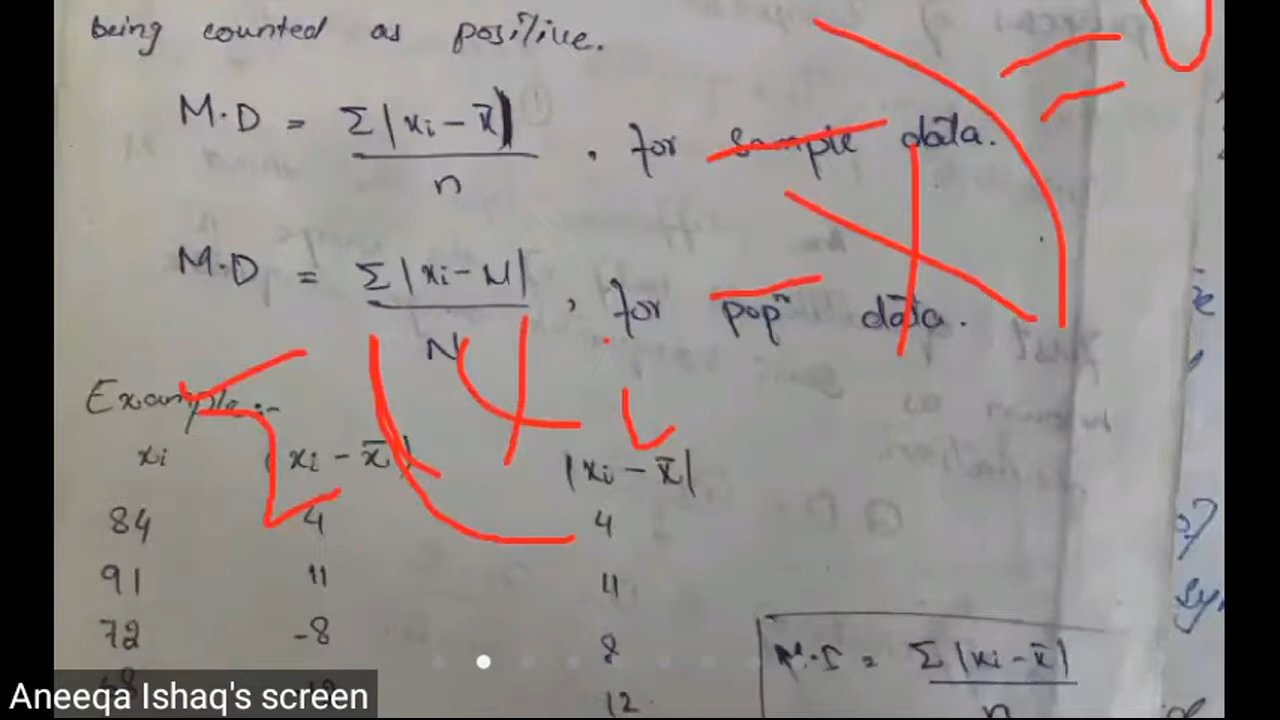 being counted as positive.
M.D = Σ|xi - x̄| / n , for sample data.
M.D = Σ|xi - M| / N , for popⁿ data.
Example :-
xi (xi - x̄) |xi - x̄|
84 4 4
91 11 11
72 -8 8
12
= Σ|xi - x̄| / n
Aneeqa Ishaq's screen